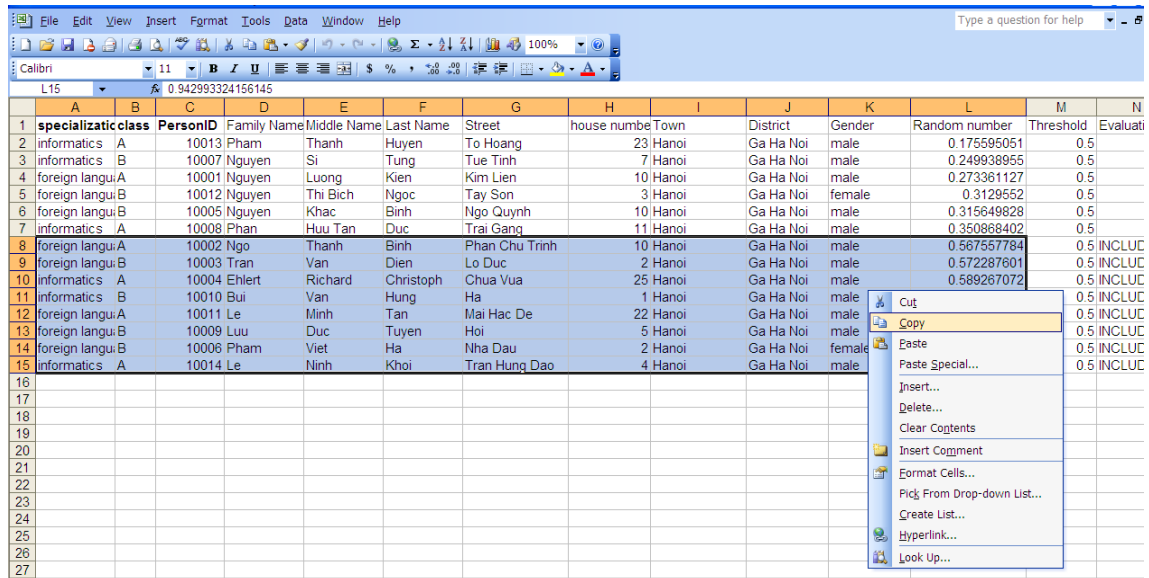 File Edit View Insert Format Tools Data Window Help Type a question for help
100%
Calibri 11 B I U $ % ,
L15 fx 0.942993324156145
A B C D E F G H I J K L M N
1 specializatic class PersonID Family Name Middle Name Last Name Street house numbe Town District Gender Random number Threshold Evaluati
2 informatics A 10013 Pham Thanh Huyen To Hoang 23 Hanoi Ga Ha Noi male 0.175595051 0.5
3 informatics B 10007 Nguyen Si Tung Tue Tinh 7 Hanoi Ga Ha Noi male 0.249938955 0.5
4 foreign langu A 10001 Nguyen Luong Kien Kim Lien 10 Hanoi Ga Ha Noi male 0.273361127 0.5
5 foreign langu B 10012 Nguyen Thi Bich Ngoc Tay Son 3 Hanoi Ga Ha Noi female 0.3129552 0.5
6 foreign langu B 10005 Nguyen Khac Binh Ngo Quynh 10 Hanoi Ga Ha Noi male 0.315649828 0.5
7 informatics A 10008 Phan Huu Tan Duc Trai Gang 11 Hanoi Ga Ha Noi male 0.350868402 0.5
8 foreign langu A 10002 Ngo Thanh Binh Phan Chu Trinh 10 Hanoi Ga Ha Noi male 0.567557784 0.5 INCLUD
9 foreign langu B 10003 Tran Van Dien Lo Duc 2 Hanoi Ga Ha Noi male 0.572287601 0.5 INCLUD
10 informatics A 10004 Ehlert Richard Christoph Chua Vua 25 Hanoi Ga Ha Noi male 0.589267072 0.5 INCLUD
11 informatics B 10010 Bui Van Hung Ha 1 Hanoi Ga Ha Noi male 0.5 INCLUD
12 foreign langu A 10011 Le Minh Tan Mai Hac De 22 Hanoi Ga Ha Noi male 0.5 INCLUD
13 foreign langu B 10009 Luu Duc Tuyen Hoi 5 Hanoi Ga Ha Noi male 0.5 INCLUD
14 foreign langu B 10006 Pham Viet Ha Nha Dau 2 Hanoi Ga Ha Noi female 0.5 INCLUD
15 informatics A 10014 Le Ninh Khoi Tran Hung Dao 4 Hanoi Ga Ha Noi male 0.5 INCLUD
16
17
18
19
20
21
22
23
24
25
26
27
Cut
Copy
Paste
Paste Special...
Insert...
Delete...
Clear Contents
Insert Comment
Format Cells...
Pick From Drop-down List...
Create List...
Hyperlink...
Look Up...